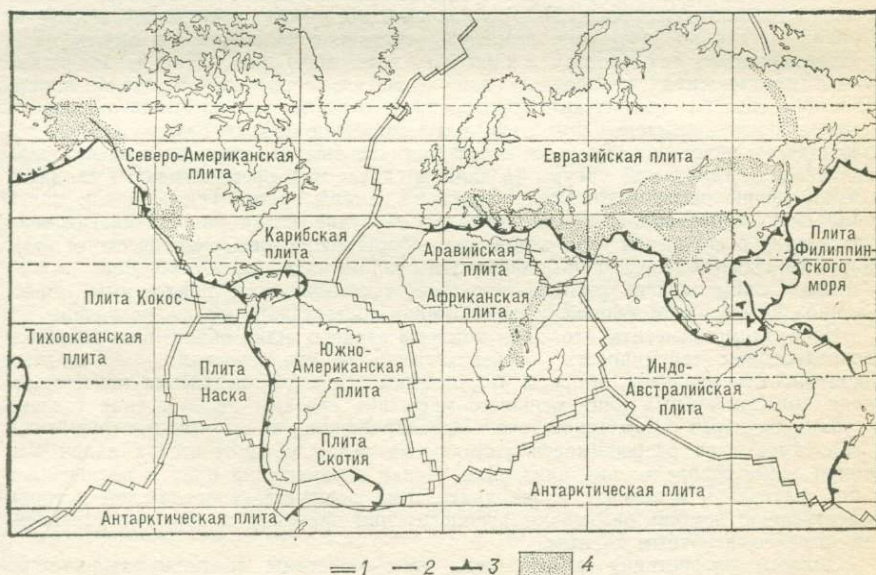 Северо-Американская
плита
Евразийская плита
Карибская
плита
Аравийская
плита
Плита
Филиппин-
ского
моря
Плита Кокос
Африканская
плита
Тихоокеанская
плита
Плита
Наска
Южно-
Американская
плита
Индо-
Австралийская
плита
Плита
Скотия
Антарктическая плита
Антарктическая плита
1 2 3 4